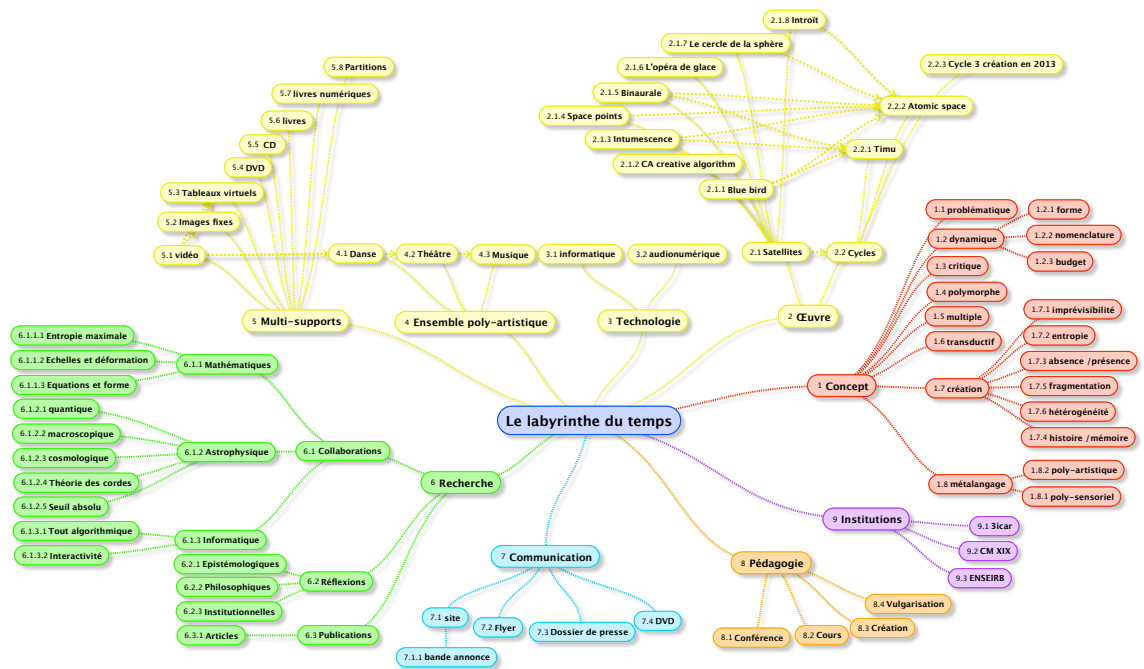 Le labyrinthe du temps
1 Concept
1.1 problématique
1.2 dynamique
1.2.1 forme
1.2.2 nomenclature
1.2.3 budget
1.3 critique
1.4 polymorphe
1.5 multiple
1.6 transductif
1.7 création
1.7.1 imprévisibilité
1.7.2 entropie
1.7.3 absence /présence
1.7.5 fragmentation
1.7.6 hétérogénéité
1.7.4 histoire /mémoire
1.8 métalangage
1.8.2 poly-artistique
1.8.1 poly-sensoriel
2 Œuvre
2.1 Satellites
2.1.8 Introït
2.1.7 Le cercle de la sphère
2.1.6 L'opéra de glace
2.1.5 Binaurale
2.1.4 Space points
2.1.3 Intumescence
2.1.2 CA creative algorithm
2.1.1 Blue bird
2.2 Cycles
2.2.3 Cycle 3 création en 2013
2.2.2 Atomic space
2.2.1 Timu
3 Technologie
3.1 informatique
3.2 audionumérique
4 Ensemble poly-artistique
4.1 Danse
4.2 Théâtre
4.3 Musique
5 Multi-supports
5.8 Partitions
5.7 livres numériques
5.6 livres
5.5 CD
5.4 DVD
5.3 Tableaux virtuels
5.2 Images fixes
5.1 vidéo
6 Recherche
6.1 Collaborations
6.1.1 Mathématiques
6.1.1.1 Entropie maximale
6.1.1.2 Echelles et déformation
6.1.1.3 Equations et forme
6.1.2 Astrophysique
6.1.2.1 quantique
6.1.2.2 macroscopique
6.1.2.3 cosmologique
6.1.2.4 Théorie des cordes
6.1.2.5 Seuil absolu
6.1.3 Informatique
6.1.3.1 Tout algorithmique
6.1.3.2 Interactivité
6.2 Réflexions
6.2.1 Epistémologiques
6.2.2 Philosophiques
6.2.3 Institutionnelles
6.3 Publications
6.3.1 Articles
7 Communication
7.1 site
7.1.1 bande annonce
7.2 Flyer
7.3 Dossier de presse
7.4 DVD
8 Pédagogie
8.1 Conférence
8.2 Cours
8.3 Création
8.4 Vulgarisation
9 Institutions
9.1 3icar
9.2 CM XIX
9.3 ENSEIRB